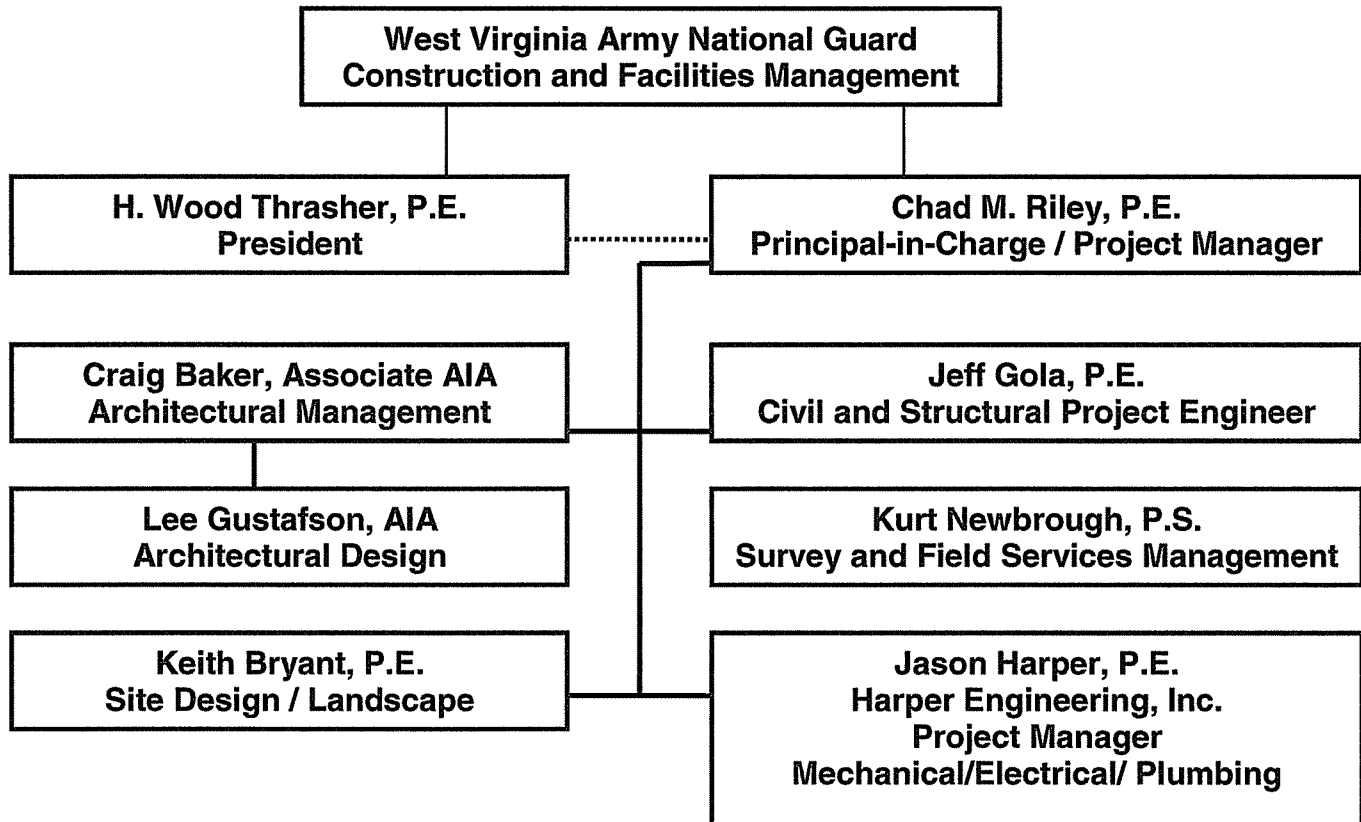 West Virginia Army National Guard
Construction and Facilities Management
H. Wood Thrasher, P.E.
President
Chad M. Riley, P.E.
Principal-in-Charge / Project Manager
Craig Baker, Associate AIA
Architectural Management
Jeff Gola, P.E.
Civil and Structural Project Engineer
Lee Gustafson, AIA
Architectural Design
Kurt Newbrough, P.S.
Survey and Field Services Management
Keith Bryant, P.E.
Site Design / Landscape
Jason Harper, P.E.
Harper Engineering, Inc.
Project Manager
Mechanical/Electrical/ Plumbing